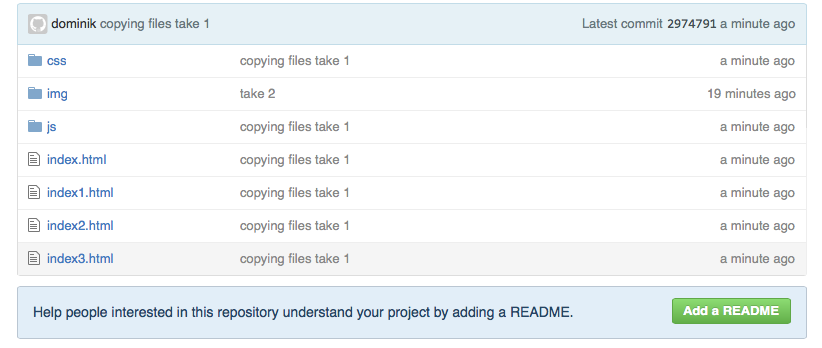 dominik copying files take 1 Latest commit 2974791 a minute ago
css copying files take 1 a minute ago
img take 2 19 minutes ago
js copying files take 1 a minute ago
index.html copying files take 1 a minute ago
index1.html copying files take 1 a minute ago
index2.html copying files take 1 a minute ago
index3.html copying files take 1 a minute ago
Help people interested in this repository understand your project by adding a README. Add a README